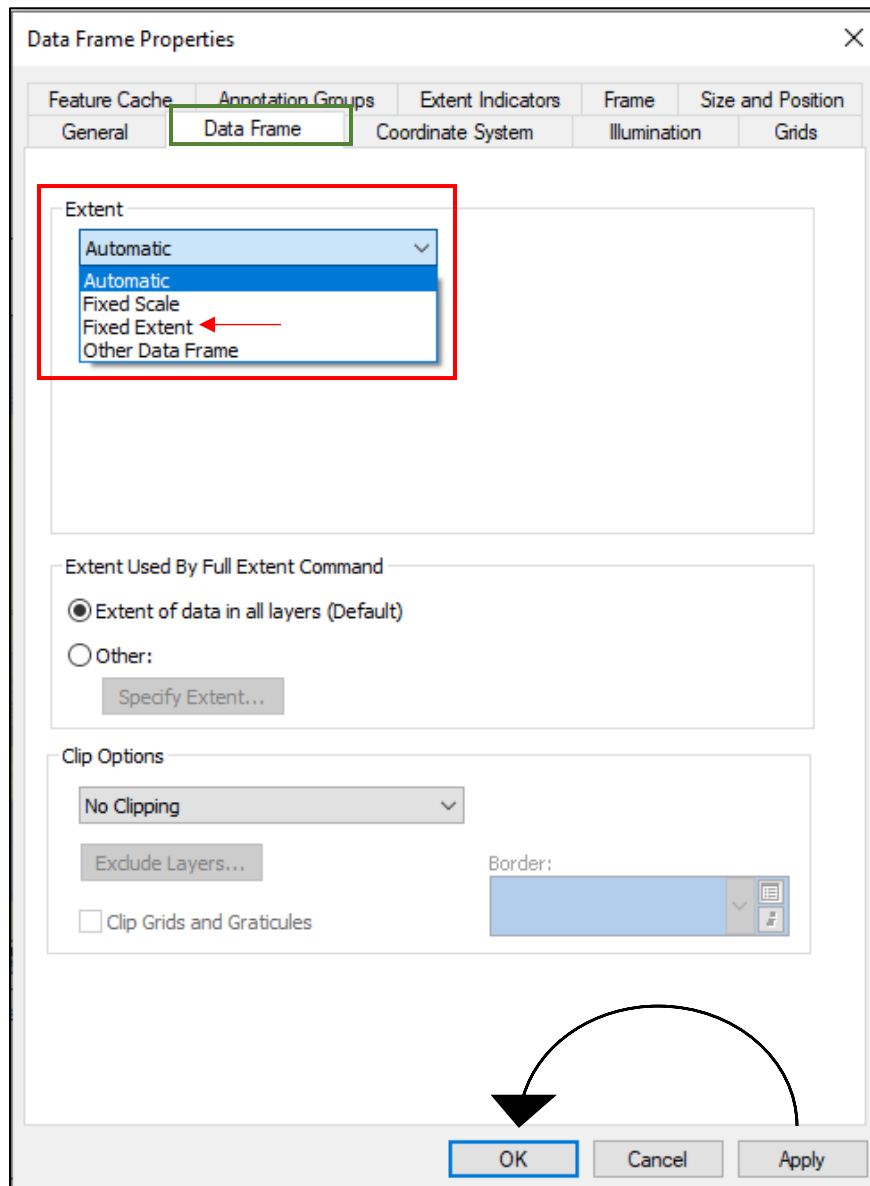 Data Frame Properties
Feature Cache Annotation Groups Extent Indicators Frame Size and Position
General Data Frame Coordinate System Illumination Grids
Extent
Automatic
Automatic
Fixed Scale
Fixed Extent
Other Data Frame
Extent Used By Full Extent Command
Extent of data in all layers (Default)
Other:
Specify Extent...
Clip Options
No Clipping
Exclude Layers... Border:
Clip Grids and Graticules
OK Cancel Apply